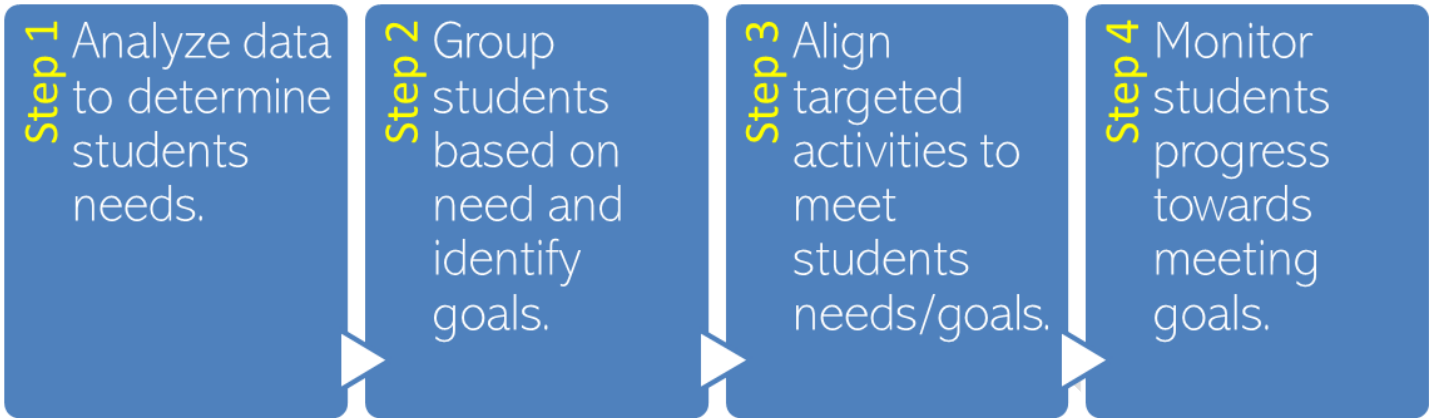 Step 1
Analyze data
to determine
students
needs.
Step 2
Group
students
based on
need and
identify
goals.
Step 3
Align
targeted
activities to
meet
students
needs/goals.
Step 4
Monitor
students
progress
towards
meeting
goals.